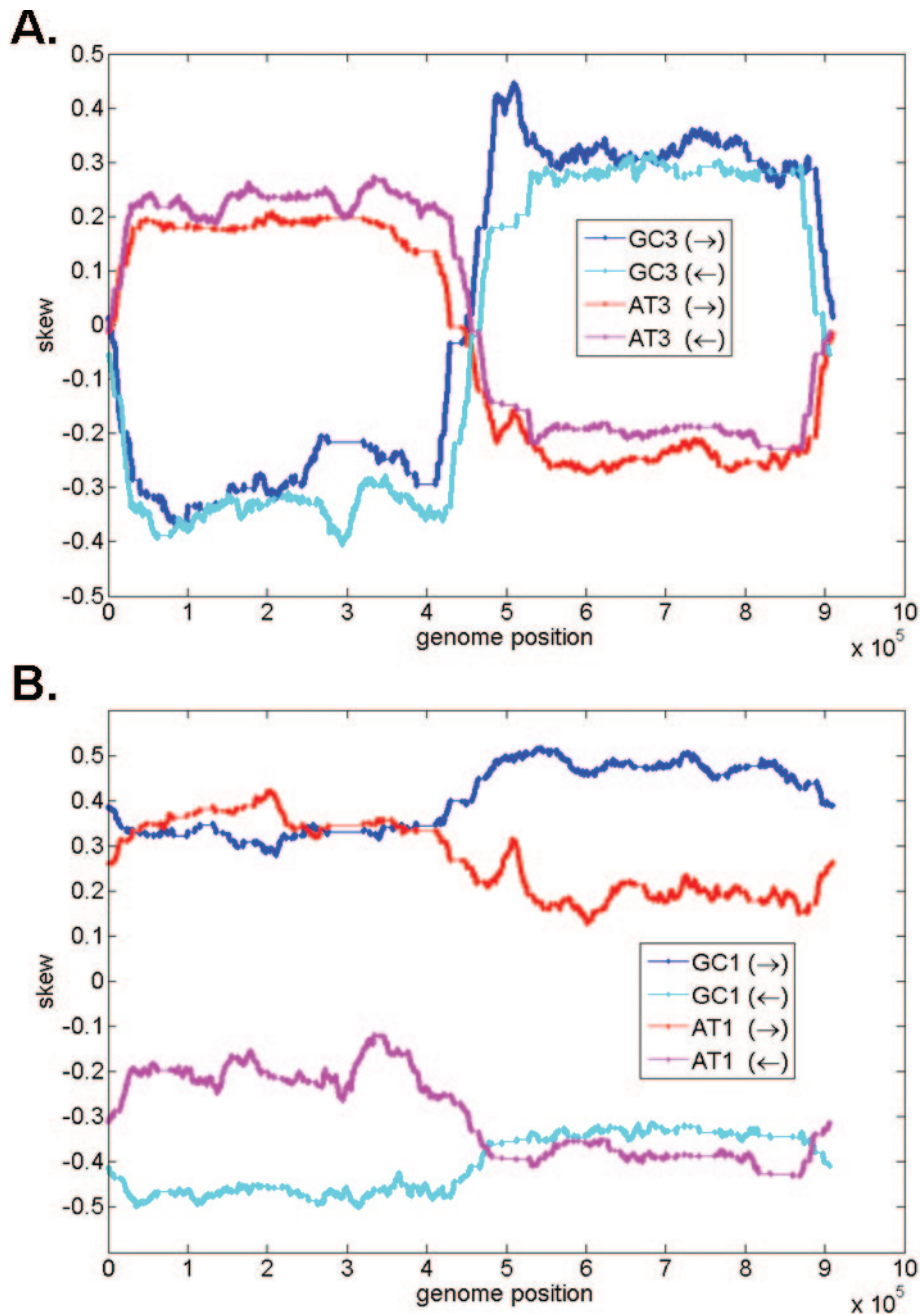 A.
0.5
0.4
0.3
0.2
0.1
0
-0.1
-0.2
-0.3
-0.4
-0.5
skew
GC3 (→)
GC3 (←)
AT3 (→)
AT3 (←)
0 1 2 3 4 5 6 7 8 9 10
genome position
x 10⁵
B.
0.5
0.4
0.3
0.2
0.1
0
-0.1
-0.2
-0.3
-0.4
-0.5
skew
GC1 (→)
GC1 (←)
AT1 (→)
AT1 (←)
0 1 2 3 4 5 6 7 8 9 10
genome position
x 10⁵